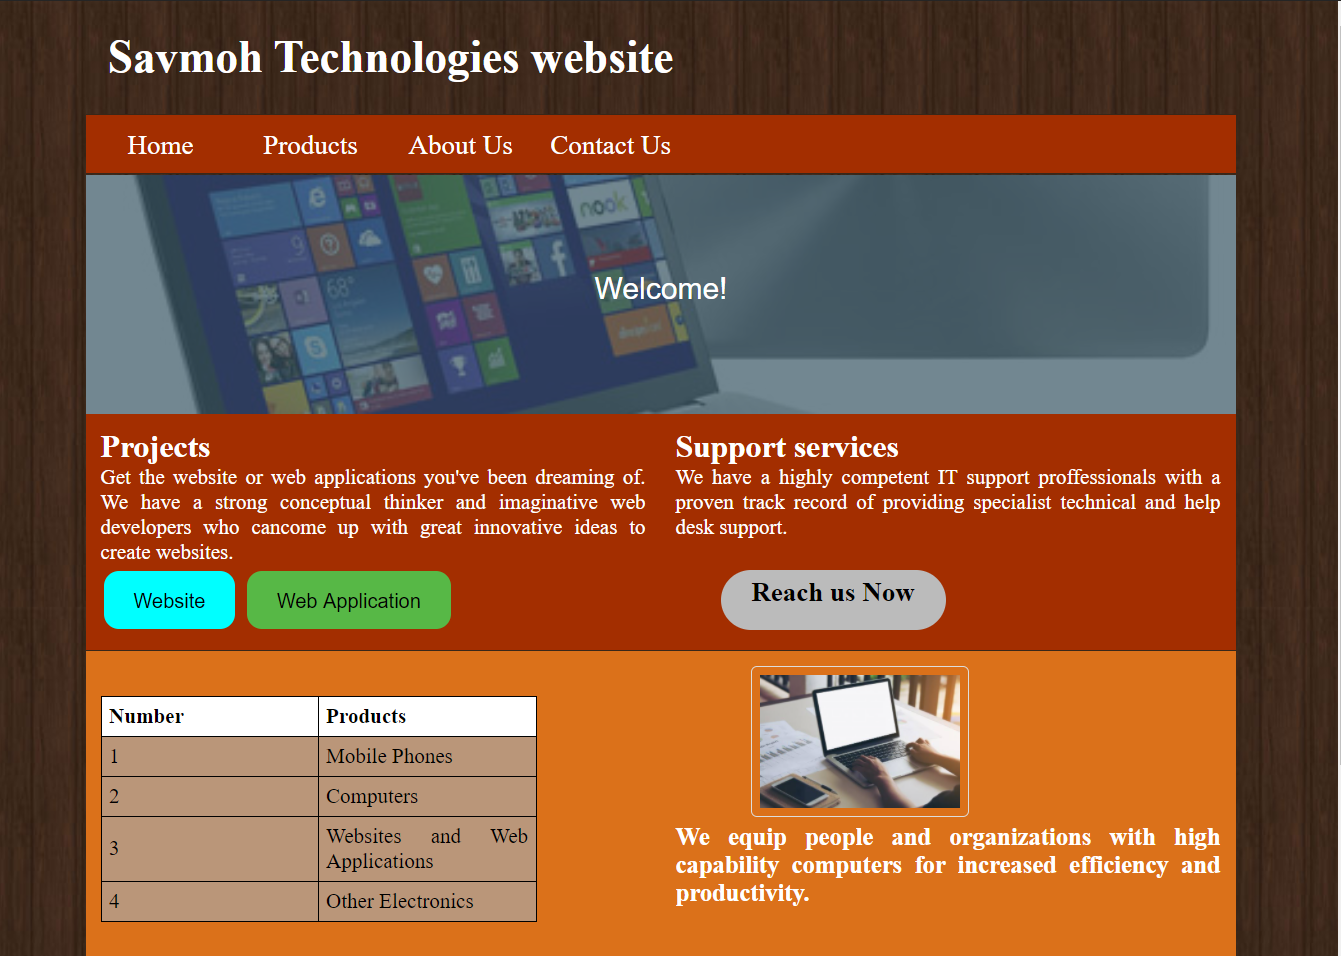 Savmoh Technologies website
Home Products About Us Contact Us
9
nook
68°
Welcome!
Projects
Get the website or web applications you've been dreaming of.
We have a strong conceptual thinker and imaginative web
developers who cancome up with great innovative ideas to
create websites.
Website Web Application
Support services
We have a highly competent IT support proffessionals with a
proven track record of providing specialist technical and help
desk support.
Reach us Now
Number Products
1 Mobile Phones
2 Computers
3 Websites and Web
Applications
4 Other Electronics
We equip people and organizations with high
capability computers for increased efficiency and
productivity.